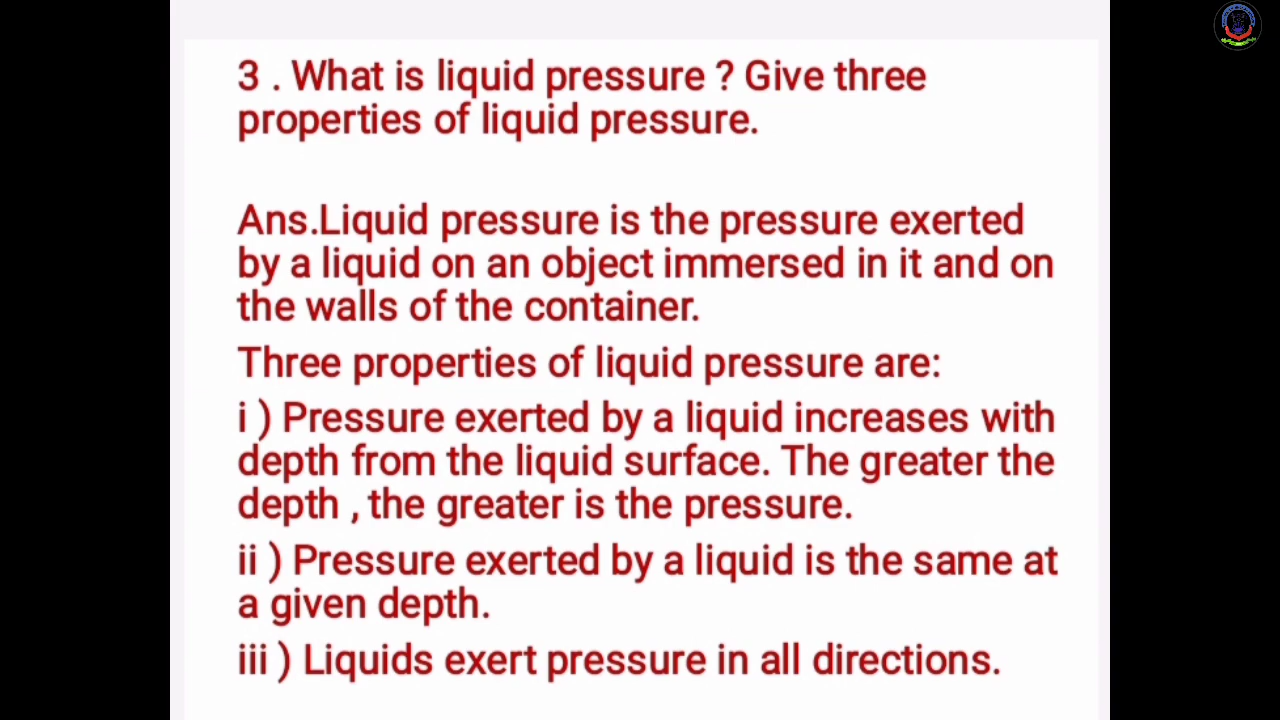 3 . What is liquid pressure ? Give three
properties of liquid pressure.
Ans.Liquid pressure is the pressure exerted
by a liquid on an object immersed in it and on
the walls of the container.
Three properties of liquid pressure are:
i ) Pressure exerted by a liquid increases with
depth from the liquid surface. The greater the
depth , the greater is the pressure.
ii ) Pressure exerted by a liquid is the same at
a given depth.
iii ) Liquids exert pressure in all directions.